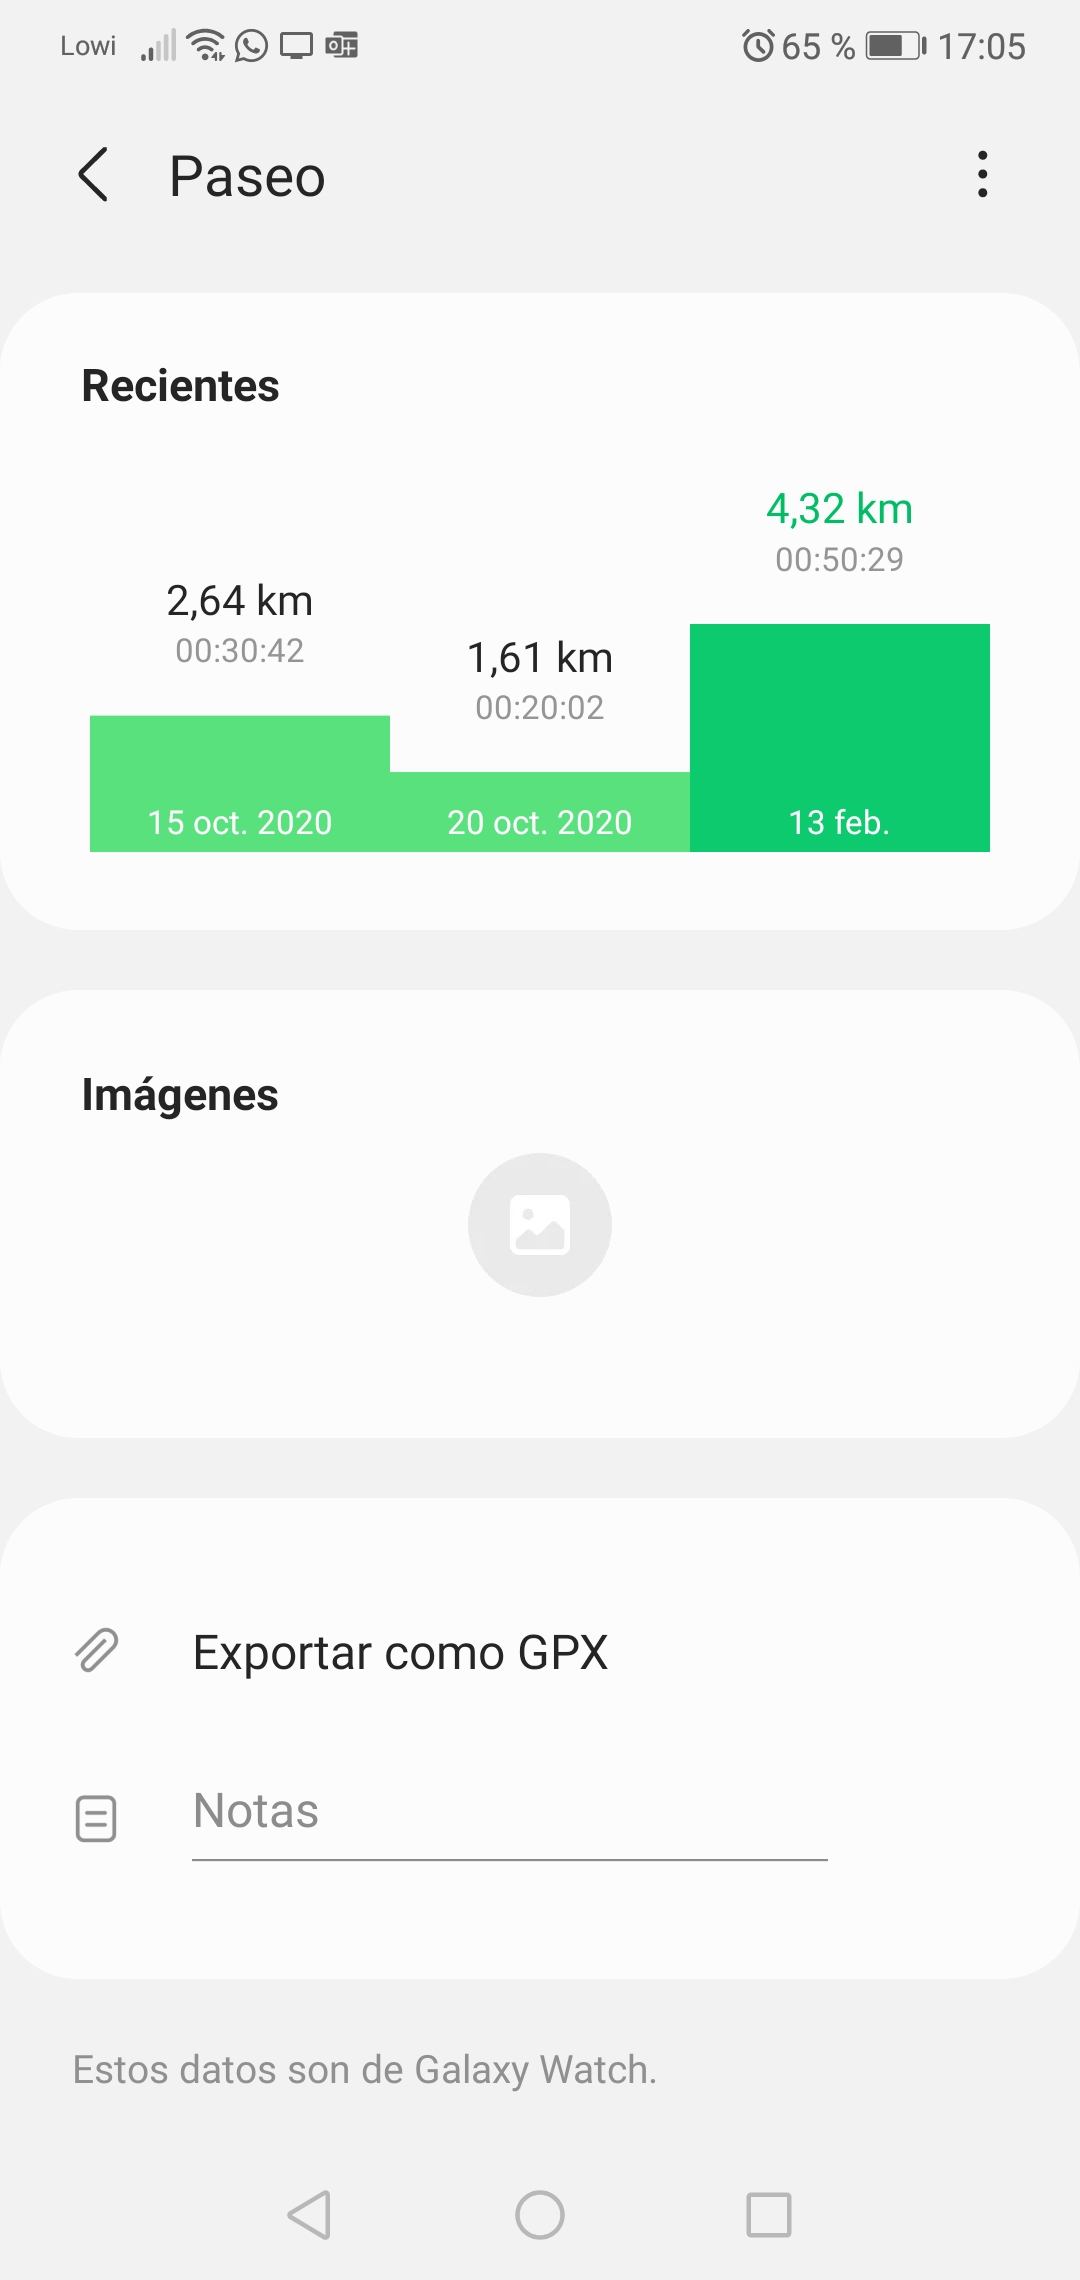 Lowi 65 % 17:05
Paseo
Recientes
4,32 km
00:50:29
2,64 km
00:30:42
1,61 km
00:20:02
15 oct. 2020
20 oct. 2020
13 feb.
Imágenes
Exportar como GPX
Notas
Estos datos son de Galaxy Watch.